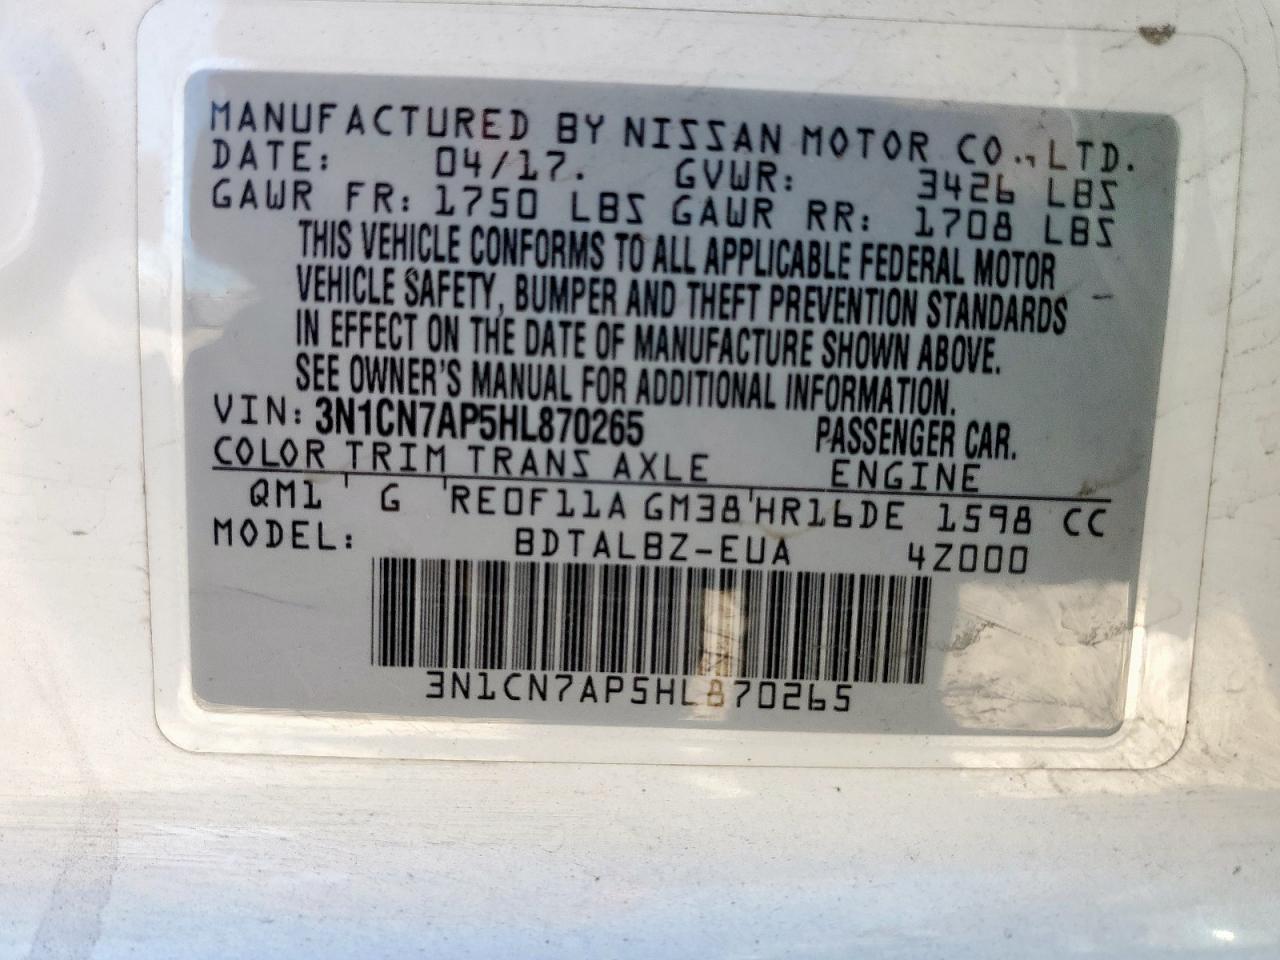 MANUFACTURED BY NISSAN MOTOR CO., LTD.
DATE: 04/17. GVWR: 3426 LBS
GAWR FR: 1750 LBS GAWR RR: 1708 LBS
THIS VEHICLE CONFORMS TO ALL APPLICABLE FEDERAL MOTOR
VEHICLE SAFETY, BUMPER AND THEFT PREVENTION STANDARDS
IN EFFECT ON THE DATE OF MANUFACTURE SHOWN ABOVE.
SEE OWNER'S MANUAL FOR ADDITIONAL INFORMATION.
VIN: 3N1CN7AP5HL870265 PASSENGER CAR.
COLOR TRIM TRANS AXLE ENGINE
QM1 ' G 'RE0F11A GM38'HR16DE 1598 CC
MODEL: BDTALBZ-EUA 4Z000
3N1CN7AP5HL870265